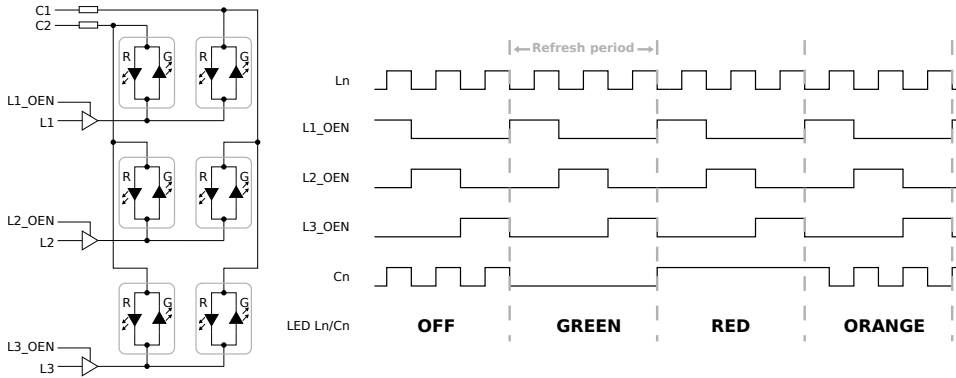 C1
C2
R G R G
L1_OEN
L1
R G R G
L2_OEN
L2
R G R G
L3_OEN
L3
Refresh period
Ln
L1_OEN
L2_OEN
L3_OEN
Cn
LED Ln/Cn OFF GREEN RED ORANGE